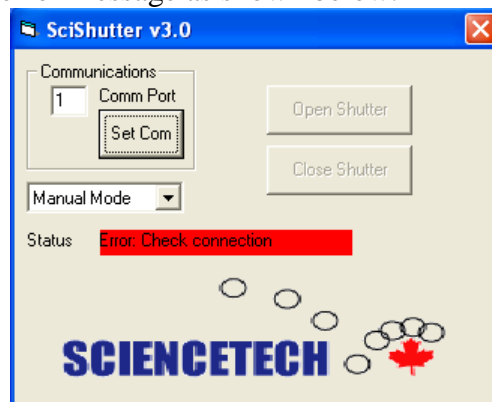 SciShutter v3.0
Communications
1 Comm Port
Set Com
Open Shutter
Close Shutter
Manual Mode
Status Error: Check connection
SCIENCETECH